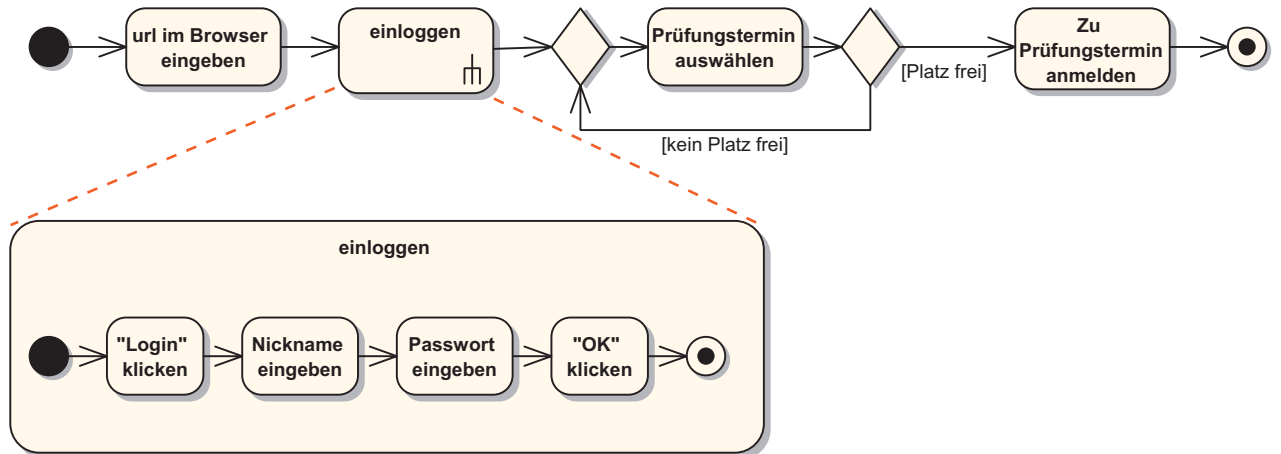 url im Browser
eingeben
einloggen
Prüfungstermin
auswählen
[Platz frei]
Zu
Prüfungstermin
anmelden
[kein Platz frei]
einloggen
"Login"
klicken
Nickname
eingeben
Passwort
eingeben
"OK"
klicken